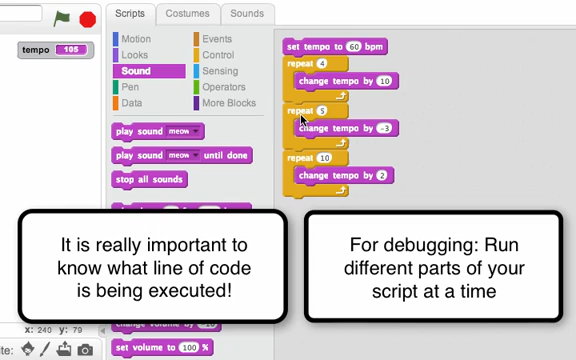 Scripts Costumes Sounds
tempo 105
Motion Events
Looks Control
Sound Sensing
Pen Operators
Data More Blocks
play sound meow
play sound meow until done
stop all sounds
set tempo to 60 bpm
repeat 4
change tempo by 10
repeat 5
change tempo by -3
repeat 10
change tempo by 2
It is really important to
know what line of code
is being executed!
For debugging: Run
different parts of your
script at a time
x: 240 y: 79
change volume by -10
set volume to 100 %